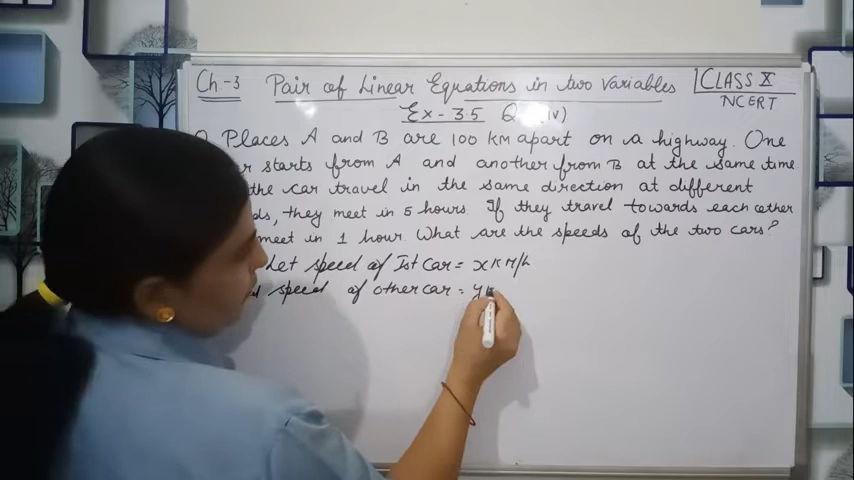 Ch-3 Pair of Linear Equations in two Variables CLASS X
NCERT
Ex-3.5 Q (iv)
Places A and B are 100 KM apart on a highway. One
starts from A and another from B at the same time.
the car travel in the same direction at different
they meet in 5 hours. If they travel towards each other
meet in 1 hour. What are the speeds of the two cars?
Let speed of Ist Car = x KM/h
speed of other car = y